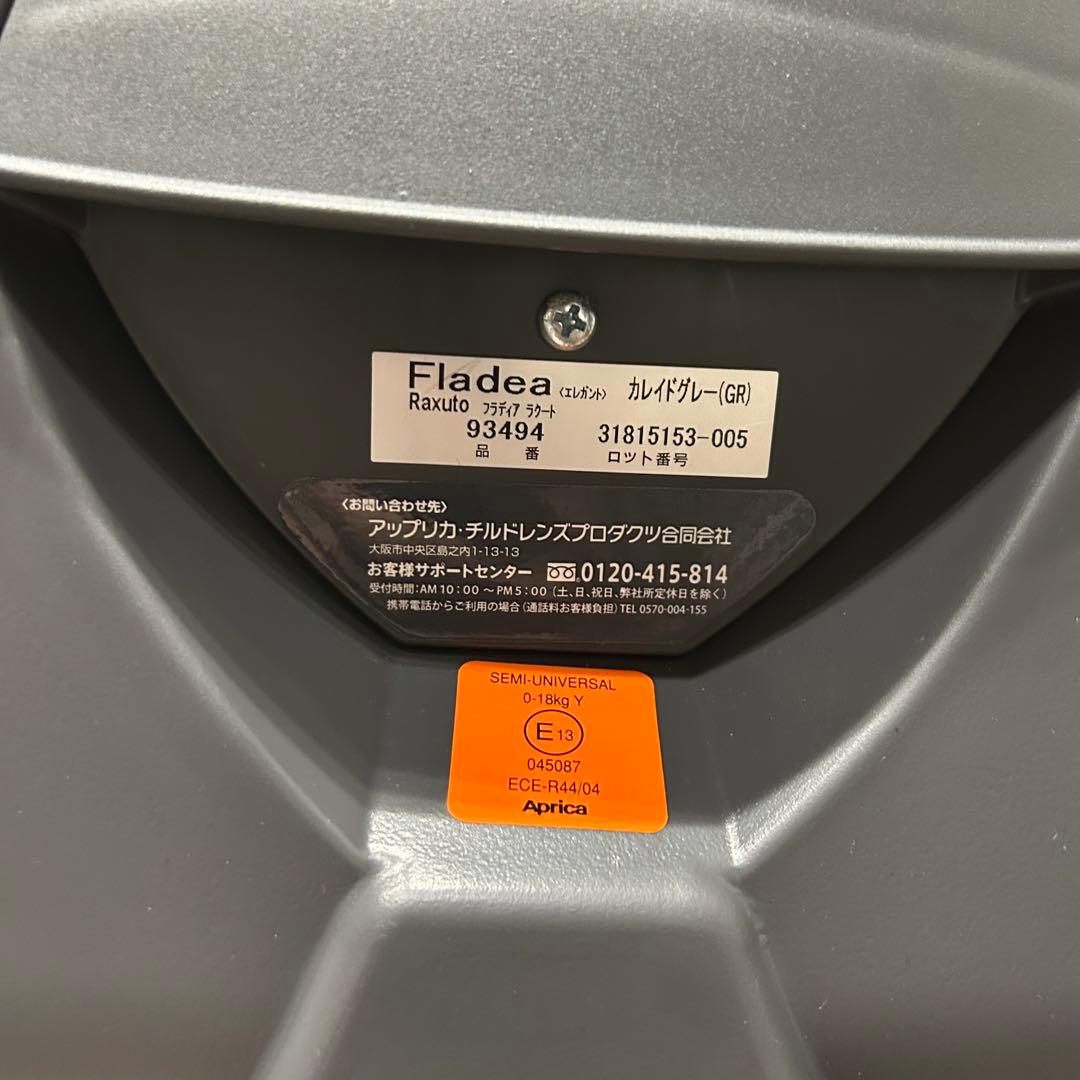 Fladea 〈エレガント〉 カレイドグレー(GR)
Raxuto フラディア ラクート
93494 31815153-005
品 番 ロット番号
〈お問い合わせ先〉
アップリカ・チルドレンズプロダクツ合同会社
大阪市中央区島之内1-13-13
お客様サポートセンター 0120-415-814
受付時間:AM10:00~PM5:00(土、日、祝日、弊社所定休日を除く)
携帯電話からご利用の場合(通話料お客様負担)TEL 0570-004-155
SEMI-UNIVERSAL
0-18kg Y
E13
045087
ECE-R44/04
Aprica